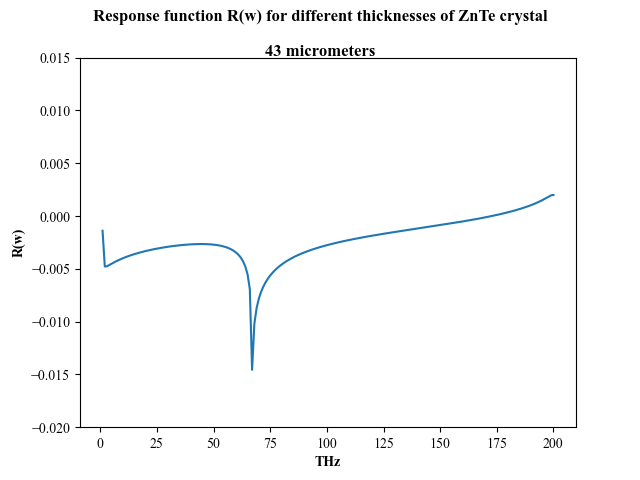 Response function R(w) for different thicknesses of ZnTe crystal
43 micrometers
0.015
0.010
0.005
0.000
−0.005
−0.010
−0.015
−0.020
R(w)
0 25 50 75 100 125 150 175 200
THz